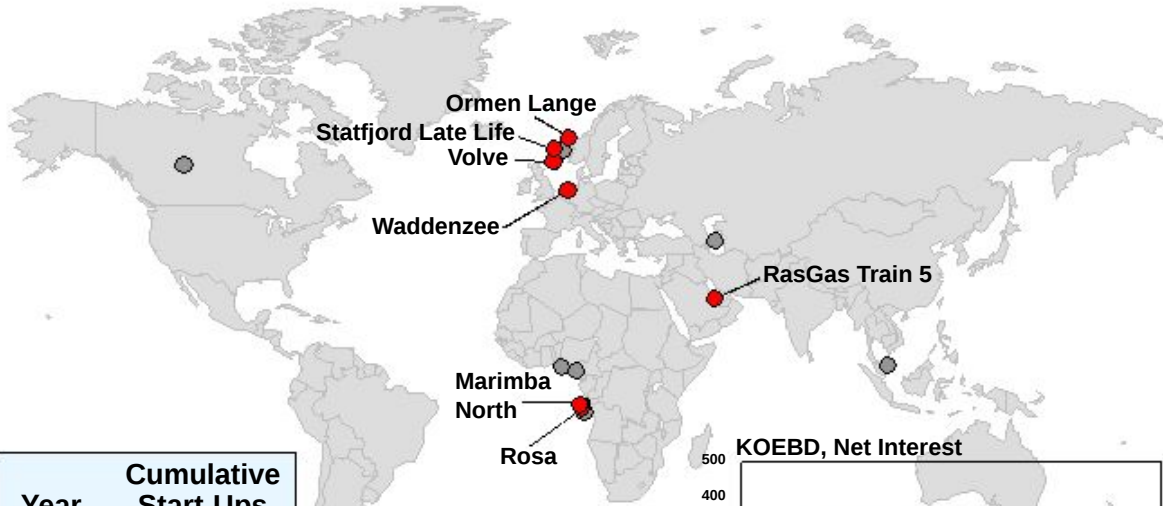 Ormen Lange
Statfjord Late Life
Volve
Waddenzee
RasGas Train 5
Marimba
North
Rosa
KOEBD, Net Interest
500
400
Cumulative
Year Start Ups